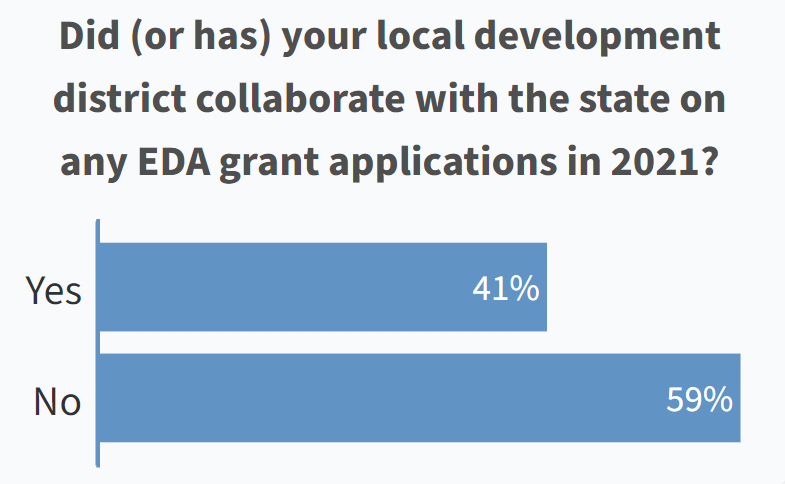 Did (or has) your local development
district collaborate with the state on
any EDA grant applications in 2021?
Yes
41%
No
59%